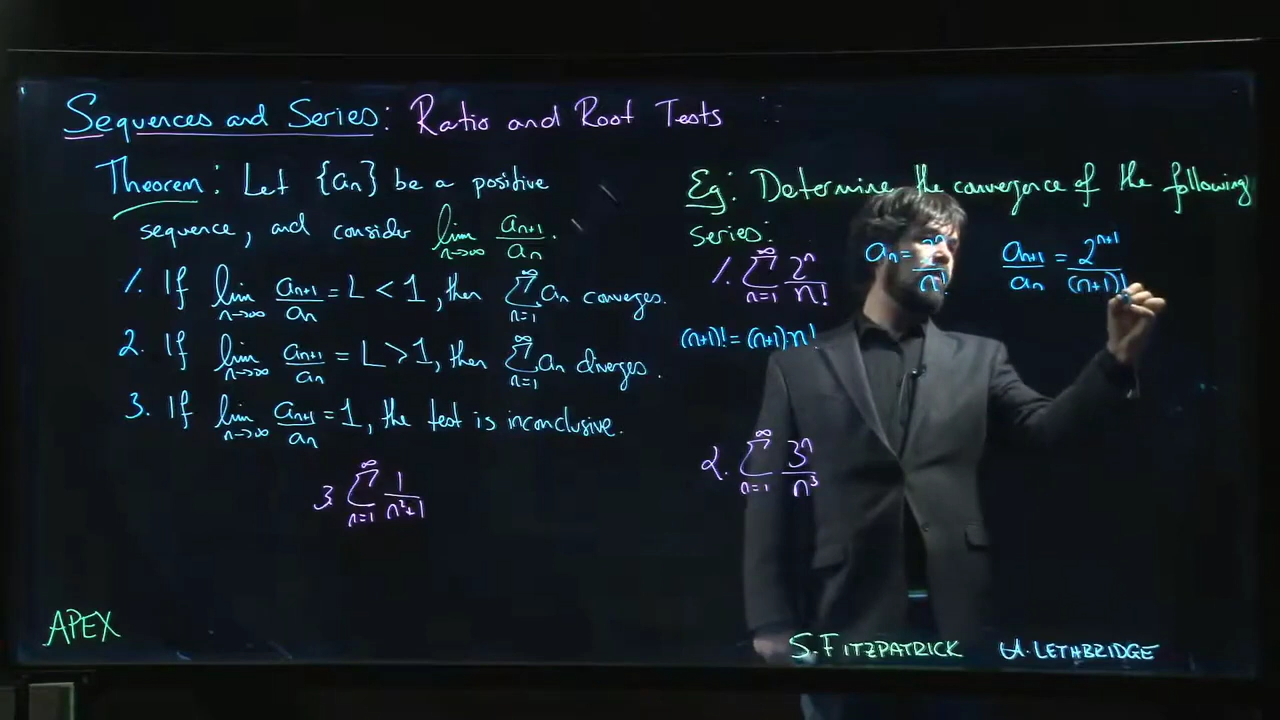 Sequences and Series: Ratio and Root Tests
Theorem: Let {an} be a positive
sequence, and consider lim n→∞ an+1/an.
1. If lim n→∞ an+1/an = L < 1, then ∞ Σ n=1 an converges.
2. If lim n→∞ an+1/an = L > 1, then ∞ Σ n=1 an diverges.
3. If lim n→∞ an+1/an = 1, the test is inconclusive.
3. ∞ Σ n=1 1/n²+1
APEX
Eg: Determine the convergence of the following
series:
1. ∞ Σ n=1 2ⁿ/n! an = 2ⁿ/n! an+1/an = 2ⁿ⁺¹/(n+1)!
(n+1)! = (n+1)·n!
2. ∞ Σ n=1 3ⁿ/n³
S. FITZPATRICK U. LETHBRIDGE